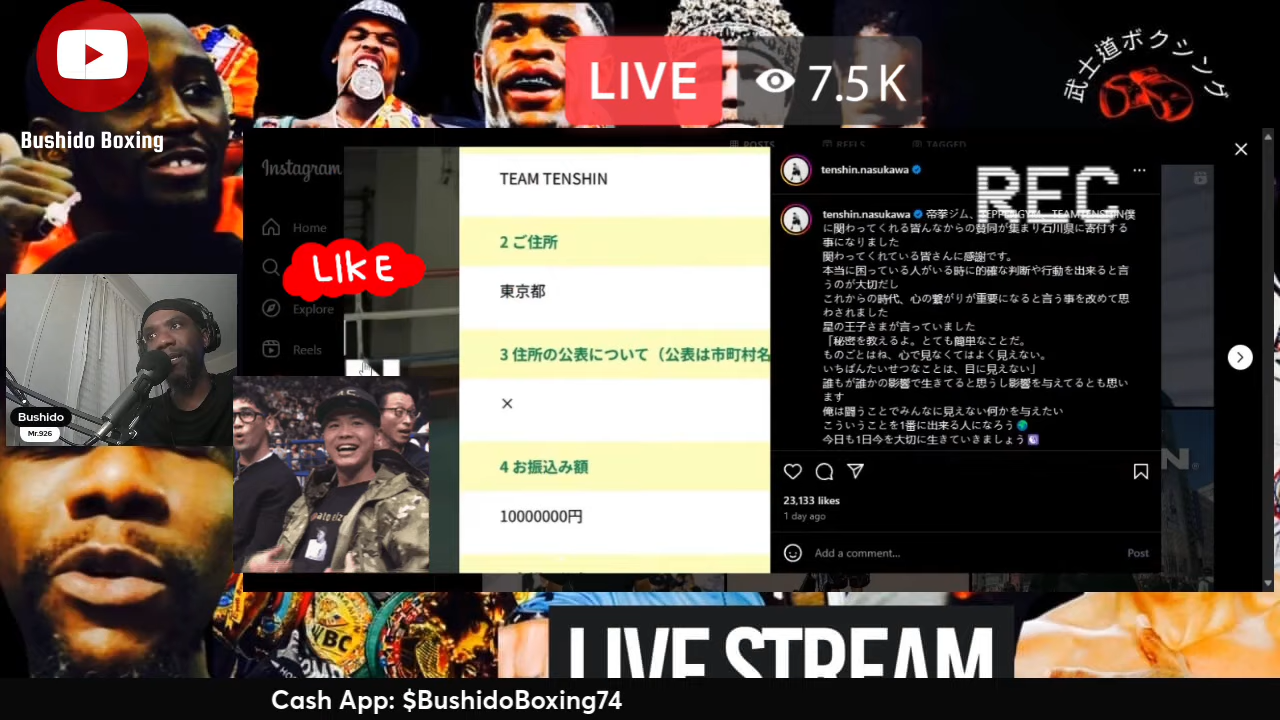 LIVE
7.5K
武士道ボクシング
Bushido Boxing
POSTS
REELS
TAGGED
Instagram
Home
LIKE
Explore
Reels
TEAM TENSHIN
2 ご住所
東京都
3 住所の公表について（公表は市町村名
×
4 お振込み額
10000000円
tenshin.nasukawa
REC
tenshin.nasukawa 帝拳ジム、TEPPENGYM、TEAMTENSHIN僕
に関わってくれる皆んなからの賛同が集まり石川県に寄付する
事になりました
関わってくれている皆さんに感謝です。
本当に困っている人がいる時に的確な判断や行動を出来ると言
うのが大切だし
これからの時代、心の繋がりが重要になると言う事を改めて思
わされました
星の王子さまが言っていました
「秘密を教えるよ。とても簡単なことだ。
ものごとはね、心で見なくてはよく見えない。
いちばんたいせつなことは、目に見えない」
誰もが誰かの影響で生きてると思うし影響を与えてるとも思い
ます
俺は闘うことでみんなに見えない何かを与えたい
こういうことを1番に出来る人になろう
今日も1日今を大切に生きていきましょう
23,133 likes
1 day ago
Add a comment...
Post
Bushido
Mr.926
WBC
LIVE STREAM
Cash App: $BushidoBoxing74